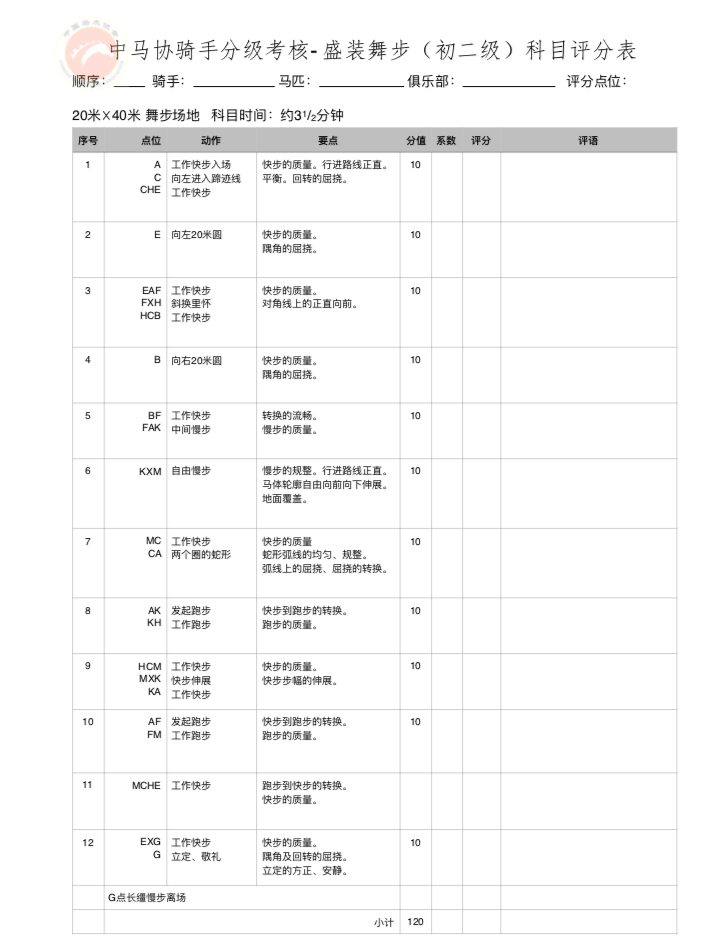 中马协骑手分级考核- 盛装舞步（初二级）科目评分表
顺序：____ 骑手：___________ 马匹：___________ 俱乐部：____________ 评分点位：
20米×40米 舞步场地 科目时间：约3¹/₂分钟
序号 点位 动作 要点 分值 系数 评分 评语
1 A 工作快步入场 快步的质量。行进路线正直。 10
C 向左进入蹄迹线 平衡。回转的屈挠。
CHE 工作快步
2 E 向左20米圆 快步的质量。 10
隅角的屈挠。
3 EAF 工作快步 快步的质量。 10
FXH 斜换里怀 对角线上的正直向前。
HCB 工作快步
4 B 向右20米圆 快步的质量。 10
隅角的屈挠。
5 BF 工作快步 转换的流畅。 10
FAK 中间慢步 慢步的质量。
6 KXM 自由慢步 慢步的规整。行进路线正直。 10
马体轮廓自由向前向下伸展。
地面覆盖。
7 MC 工作快步 快步的质量 10
CA 两个圈的蛇形 蛇形弧线的均匀、规整。
弧线上的屈挠、屈挠的转换。
8 AK 发起跑步 快步到跑步的转换。 10
KH 工作跑步 跑步的质量。
9 HCM 工作快步 快步的质量。 10
MXK 快步伸展 快步步幅的伸展。
KA 工作快步
10 AF 发起跑步 快步到跑步的转换。 10
FM 工作跑步 跑步的质量。
11 MCHE 工作快步 跑步到快步的转换。
快步的质量。
12 EXG 工作快步 快步的质量。 10
G 立定、敬礼 隅角及回转的屈挠。
立定的方正、安静。
G点长缰慢步离场
小计 120